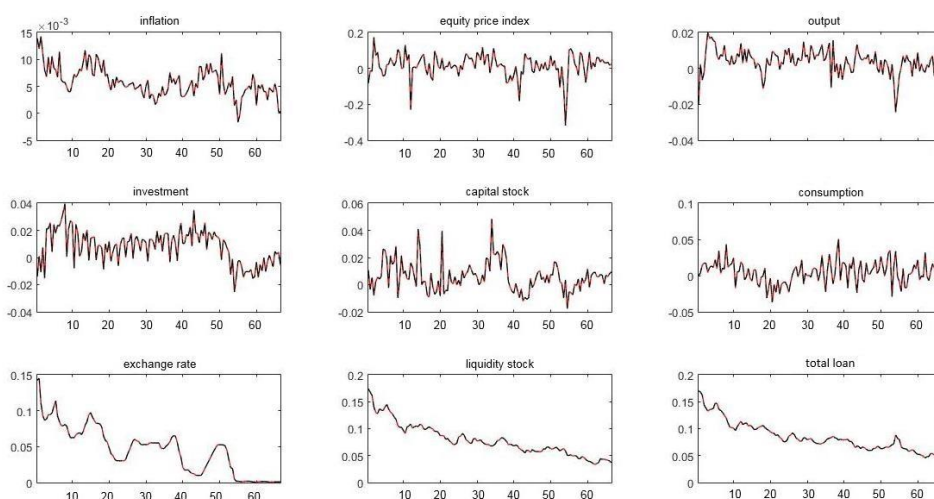 inflation
×10-3
15
10
5
0
-5
10 20 30 40 50 60
equity price index
0.2
0
-0.2
-0.4
10 20 30 40 50 60
output
0.02
0
-0.02
-0.04
10 20 30 40 50 60
investment
0.04
0.02
0
-0.02
-0.04
10 20 30 40 50 60
capital stock
0.06
0.04
0.02
0
-0.02
10 20 30 40 50 60
consumption
0.1
0.05
0
-0.05
10 20 30 40 50 60
exchange rate
0.15
0.1
0.05
0
10 20 30 40 50 60
liquidity stock
0.2
0.15
0.1
0.05
0
10 20 30 40 50 60
total loan
0.2
0.15
0.1
0.05
0
10 20 30 40 50 60